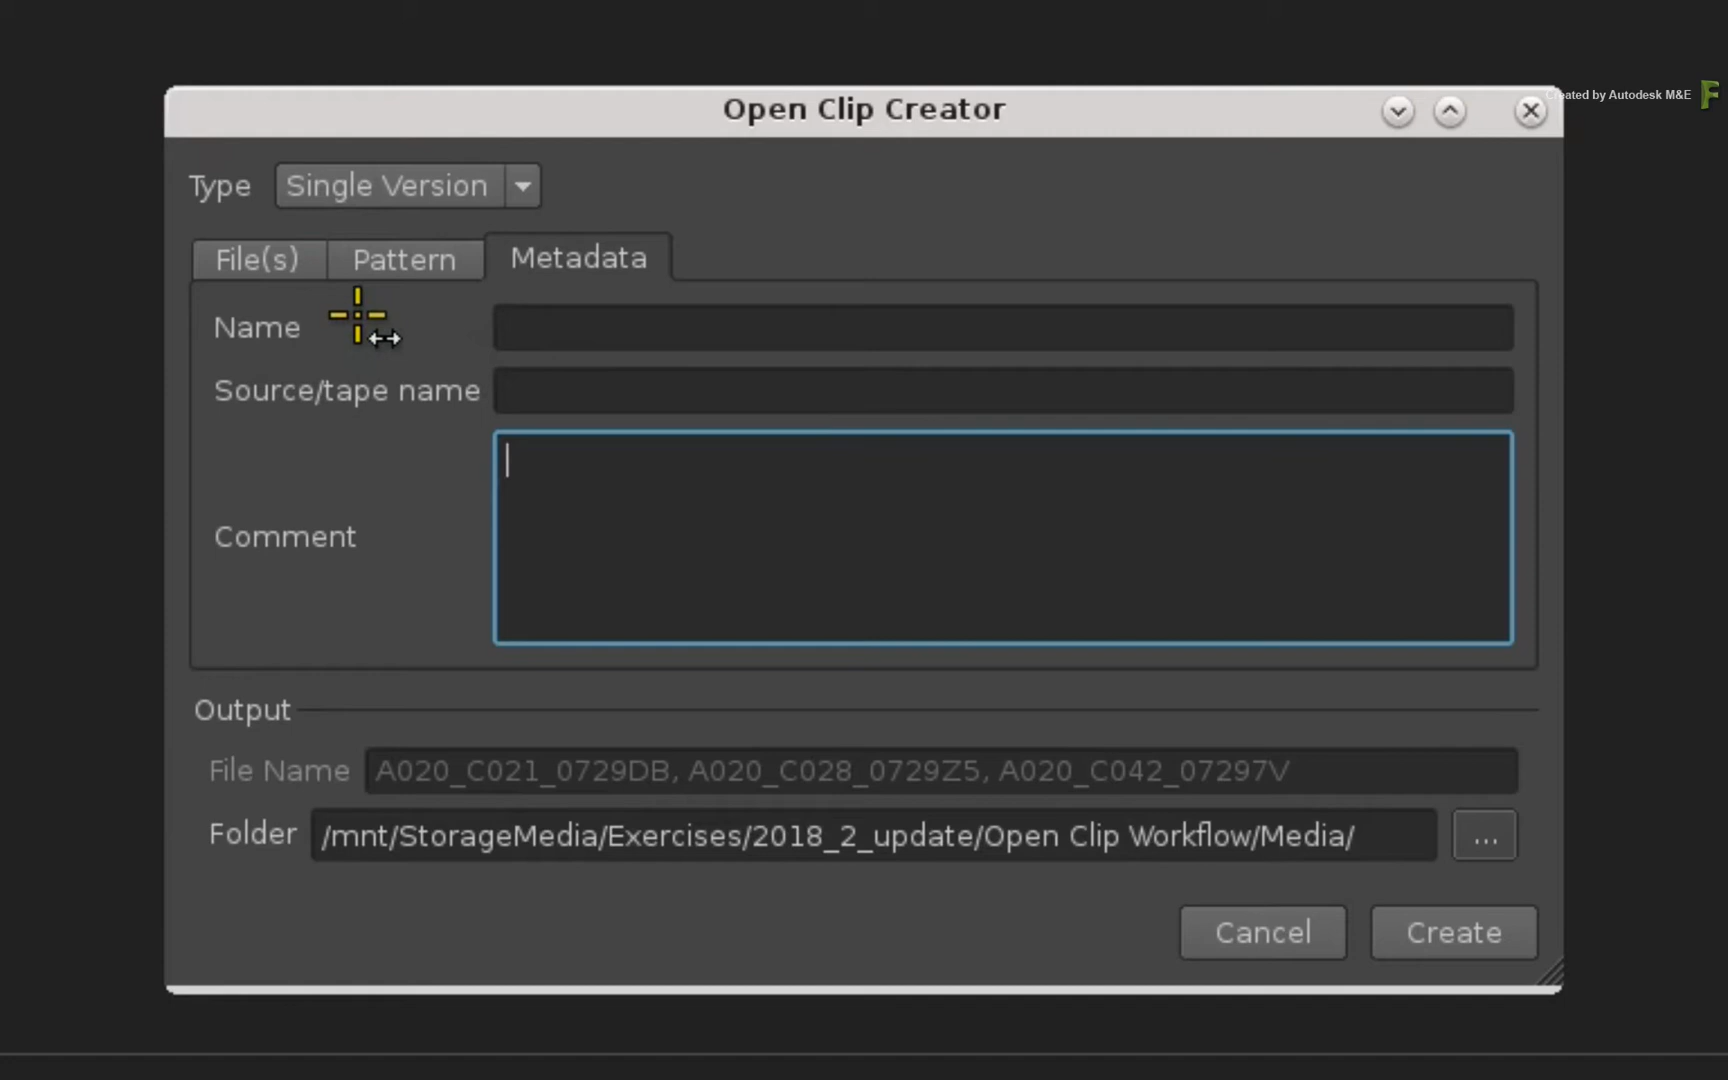 Open Clip Creator
Created by Autodesk M&E
Type Single Version
File(s) Pattern Metadata
Name
Source/tape name
Comment
Output
File Name A020_C021_0729DB, A020_C028_0729Z5, A020_C042_07297V
Folder /mnt/StorageMedia/Exercises/2018_2_update/Open Clip Workflow/Media/ ...
Cancel Create